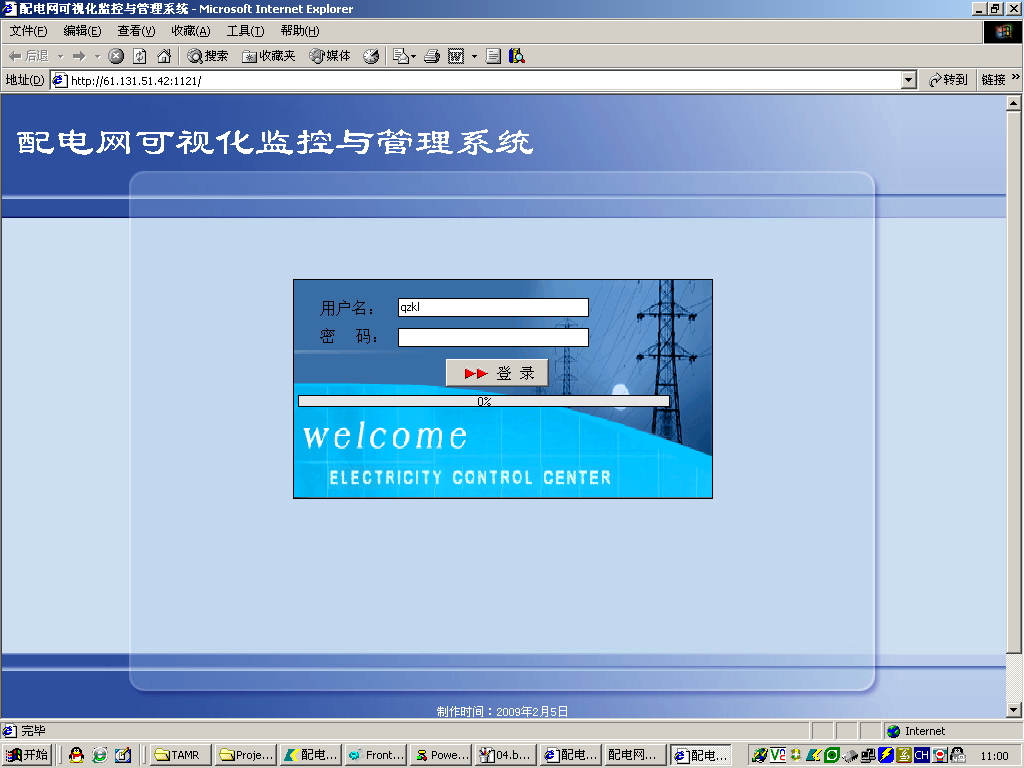 配电网可视化监控与管理系统 - Microsoft Internet Explorer
文件(F) 编辑(E) 查看(V) 收藏(A) 工具(T) 帮助(H)
后退 搜索 收藏夹 媒体
地址(D) http://61.131.51.42:1121/ 转到 链接 »
配电网可视化监控与管理系统
用户名： qzkl
密 码：
登 录
0%
welcome
ELECTRICITY CONTROL CENTER
制作时间：2009年2月5日
完毕 Internet
开始 TAMR Proje... 配电... Front... Powe... 04.b... 配电... 配电网... 配电... V2 CH 11:00